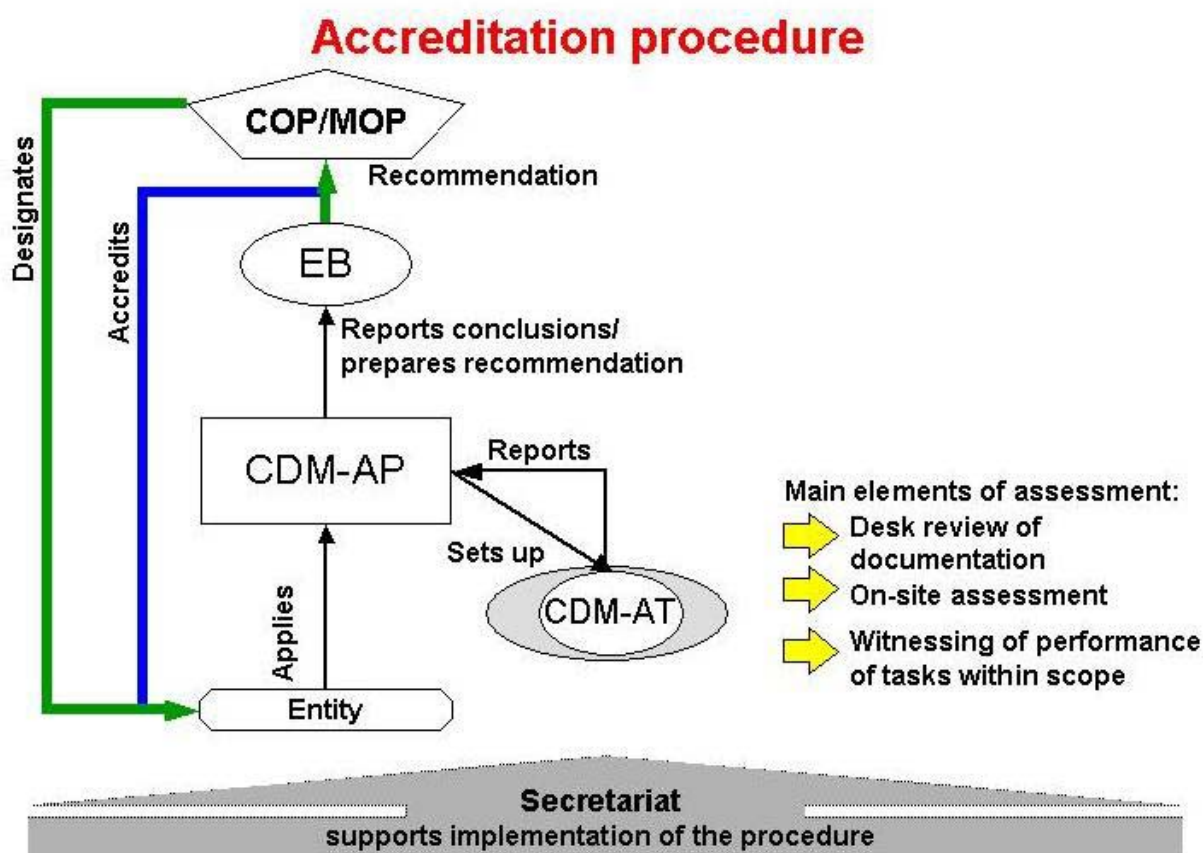 Accreditation procedure
COP/MOP
Recommendation
Designates
Accredits
EB
Reports conclusions/
prepares recommendation
CDM-AP
Reports
Sets up
CDM-AT
Applies
Entity
Main elements of assessment:
Desk review of
documentation
On-site assessment
Witnessing of performance
of tasks within scope
Secretariat
supports implementation of the procedure